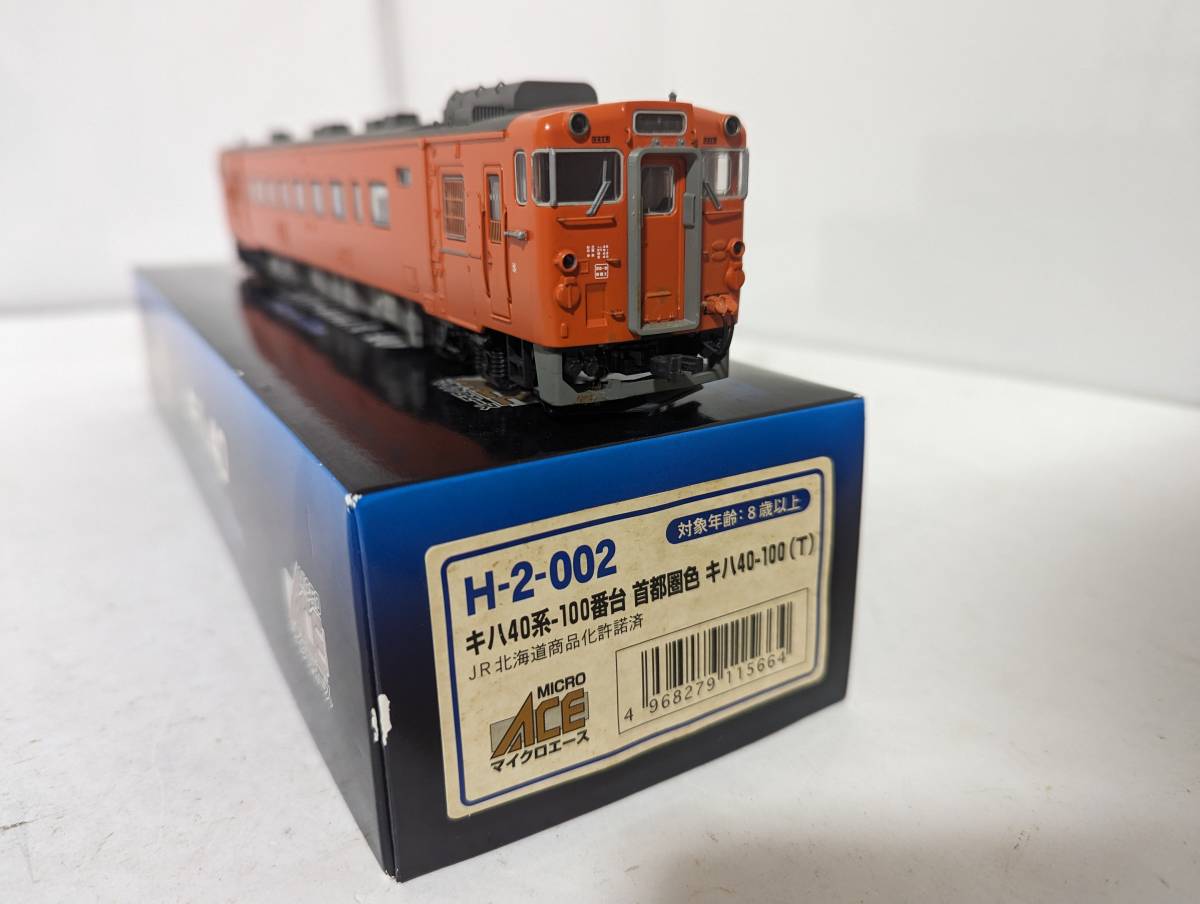 対象年齢:8歳以上
H-2-002
キハ40系-100番台 首都圏色 キハ40-100(T)
JR北海道商品化許諾済
MICRO
ACE
マイクロエース
4 968279 115664